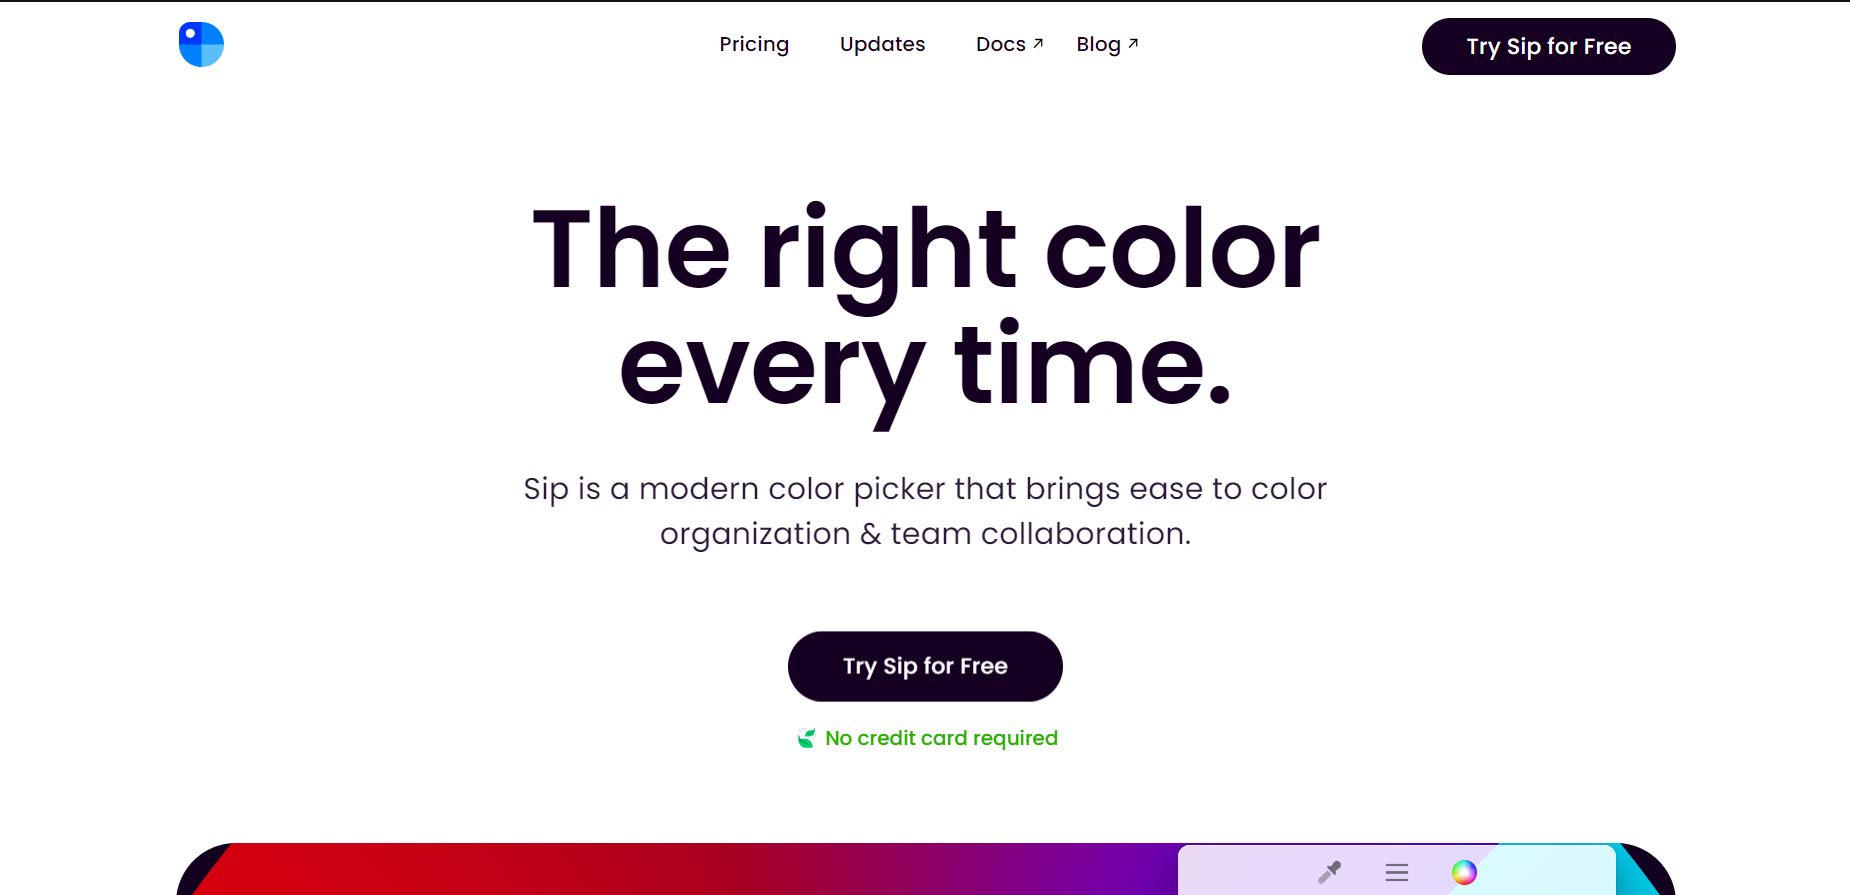 Pricing Updates Docs ↗ Blog ↗ Try Sip for Free
The right color
every time.
Sip is a modern color picker that brings ease to color
organization & team collaboration.
Try Sip for Free
No credit card required